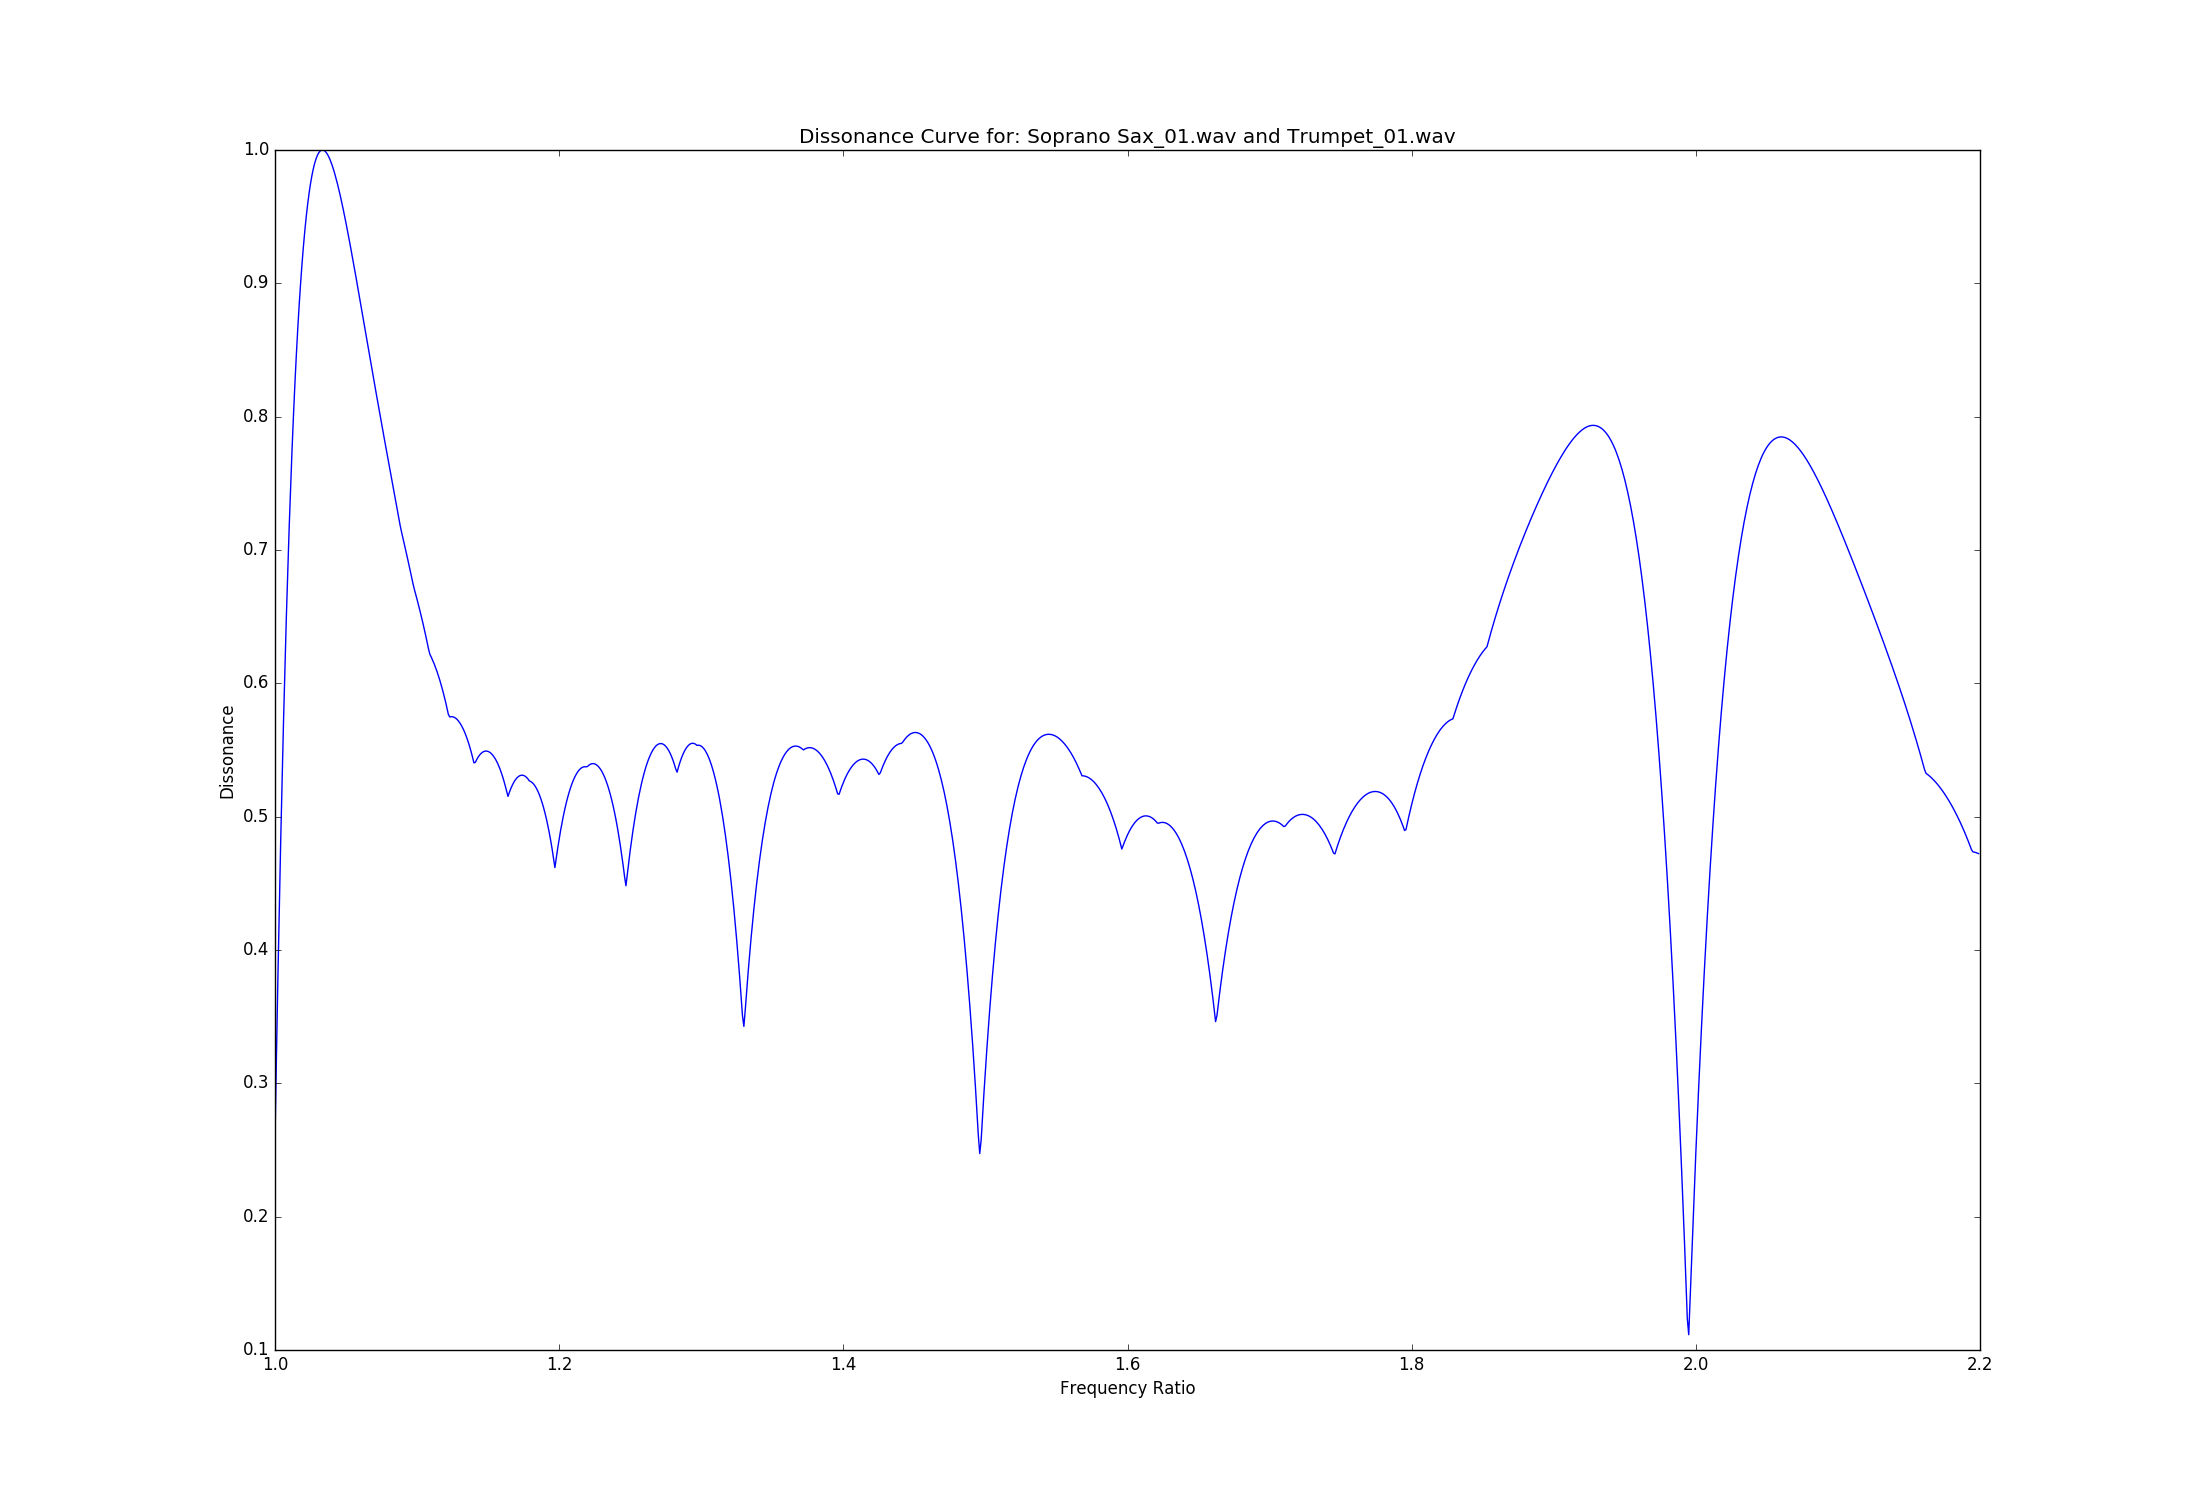 Dissonance Curve for: Soprano Sax_01.wav and Trumpet_01.wav
1.0
0.9
0.8
0.7
0.6
0.5
0.4
0.3
0.2
0.1
Dissonance
1.0 1.2 1.4 1.6 1.8 2.0 2.2
Frequency Ratio